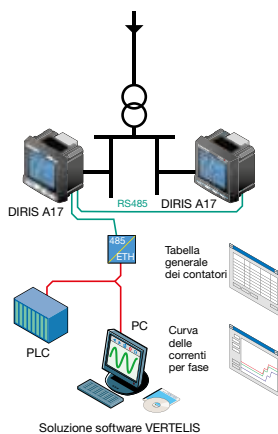 RS485
DIRIS A17
DIRIS A17
485
ETH
Tabella
generale
dei contatori
PLC
PC
Curva
delle
correnti
per fase
Soluzione software VERTELIS